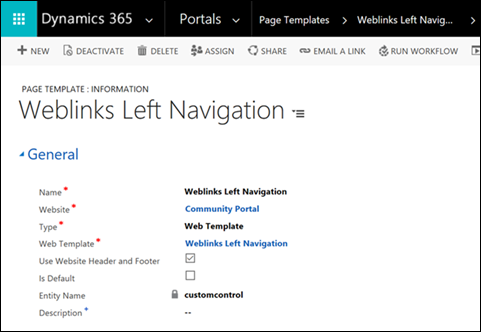 Dynamics 365 Portals Page Templates Weblinks Left Navig...
NEW DEACTIVATE DELETE ASSIGN SHARE EMAIL A LINK RUN WORKFLOW
PAGE TEMPLATE : INFORMATION
Weblinks Left Navigation
General
Name* Weblinks Left Navigation
Website* Community Portal
Type* Web Template
Web Template* Weblinks Left Navigation
Use Website Header and Footer
Is Default
Entity Name customcontrol
Description* --